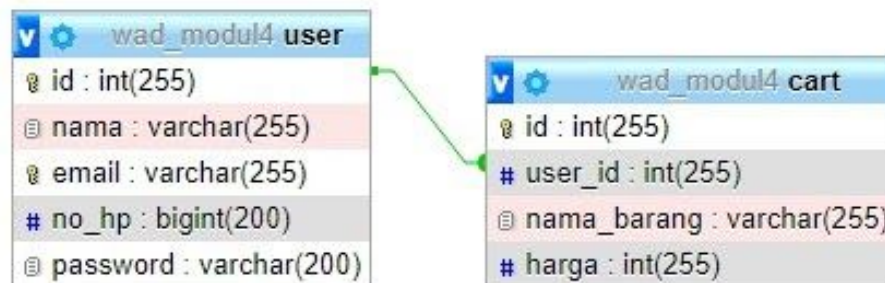 wad_modul4 user
id : int(255)
nama : varchar(255)
email : varchar(255)
# no_hp : bigint(200)
password : varchar(200)
wad_modul4 cart
id : int(255)
# user_id : int(255)
nama_barang : varchar(255)
# harga : int(255)